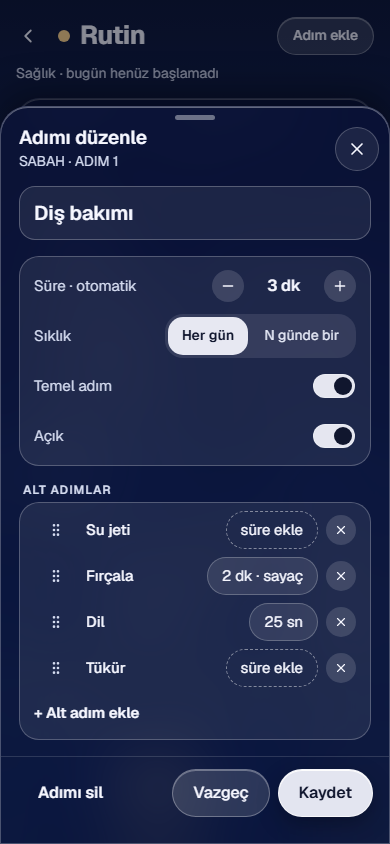 Rutin
Adım ekle
Sağlık · bugün henüz başlamadı
Adımı düzenle
SABAH · ADIM 1
Diş bakımı
Süre · otomatik
3 dk
Sıklık
Her gün
N günde bir
Temel adım
Açık
ALT ADIMLAR
Su jeti
süre ekle
Fırçala
2 dk · sayaç
Dil
25 sn
Tükür
süre ekle
+ Alt adım ekle
Adımı sil
Vazgeç
Kaydet